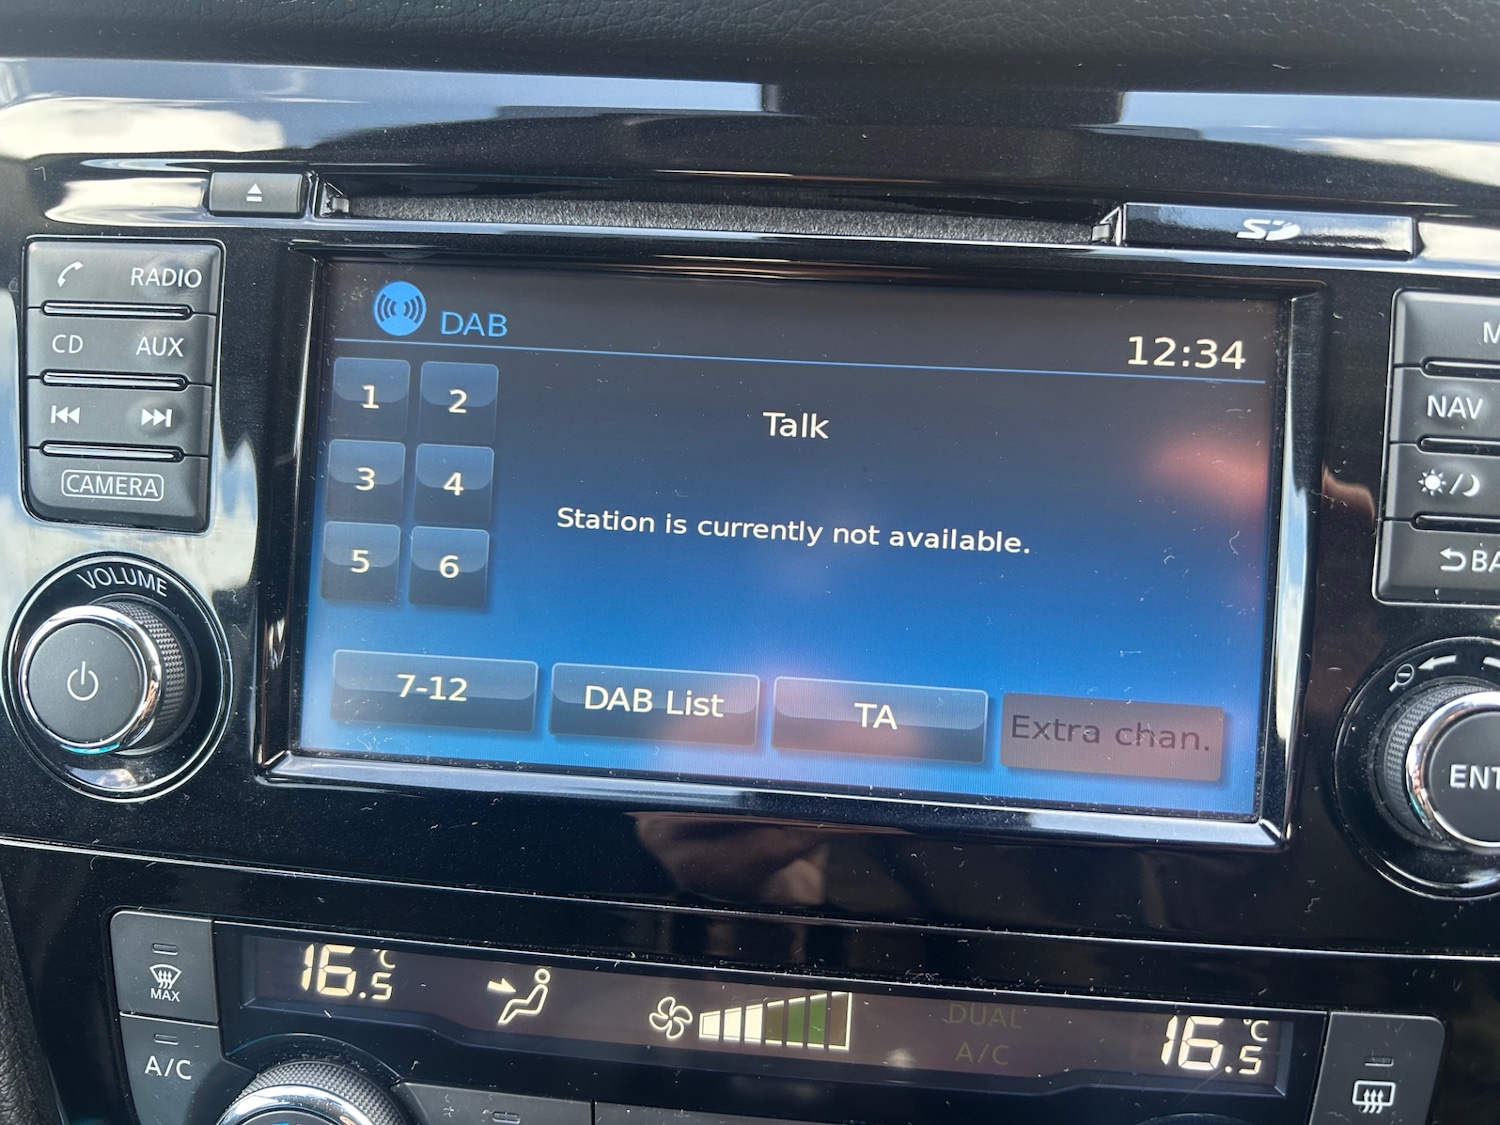 SD
RADIO
CD AUX
CAMERA
VOLUME
DAB
12:34
1 2
3 4
5 6
Talk
Station is currently not available.
7-12
DAB List
TA
Extra chan.
NAV
MAX
A/C
16.5 °C
DUAL
A/C
16.5 °C